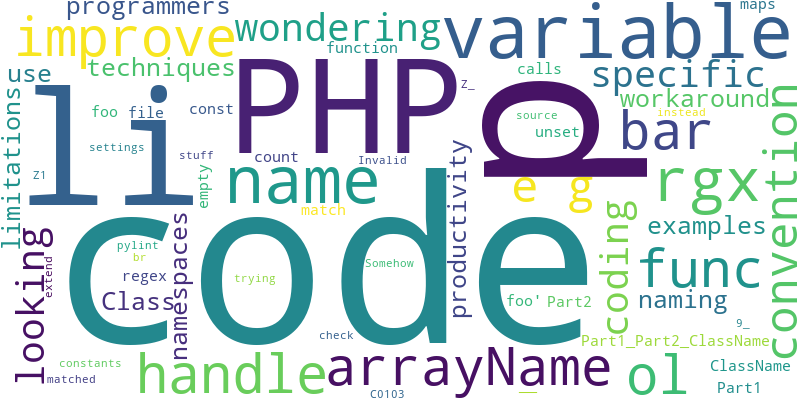 programmers
maps
improve
wondering
variable
function
techniques
PHP
calls
specific
use
Z_
workaround
li
foo
file
const
source
instead
unset
bar
settings
stuff
count
Invalid
p
limitations
Z1
empty
name
e g
rgx
convention
productivity
match
code
examples
looking
extend
pylint
br
regex
namespaces
trying
Somehow
coding
func
Class
foo'
Part2
naming
9_
check
Part1_Part2_ClassName
handle
arrayName
ol
constants
matched
C0103
__
ClassName
Part1